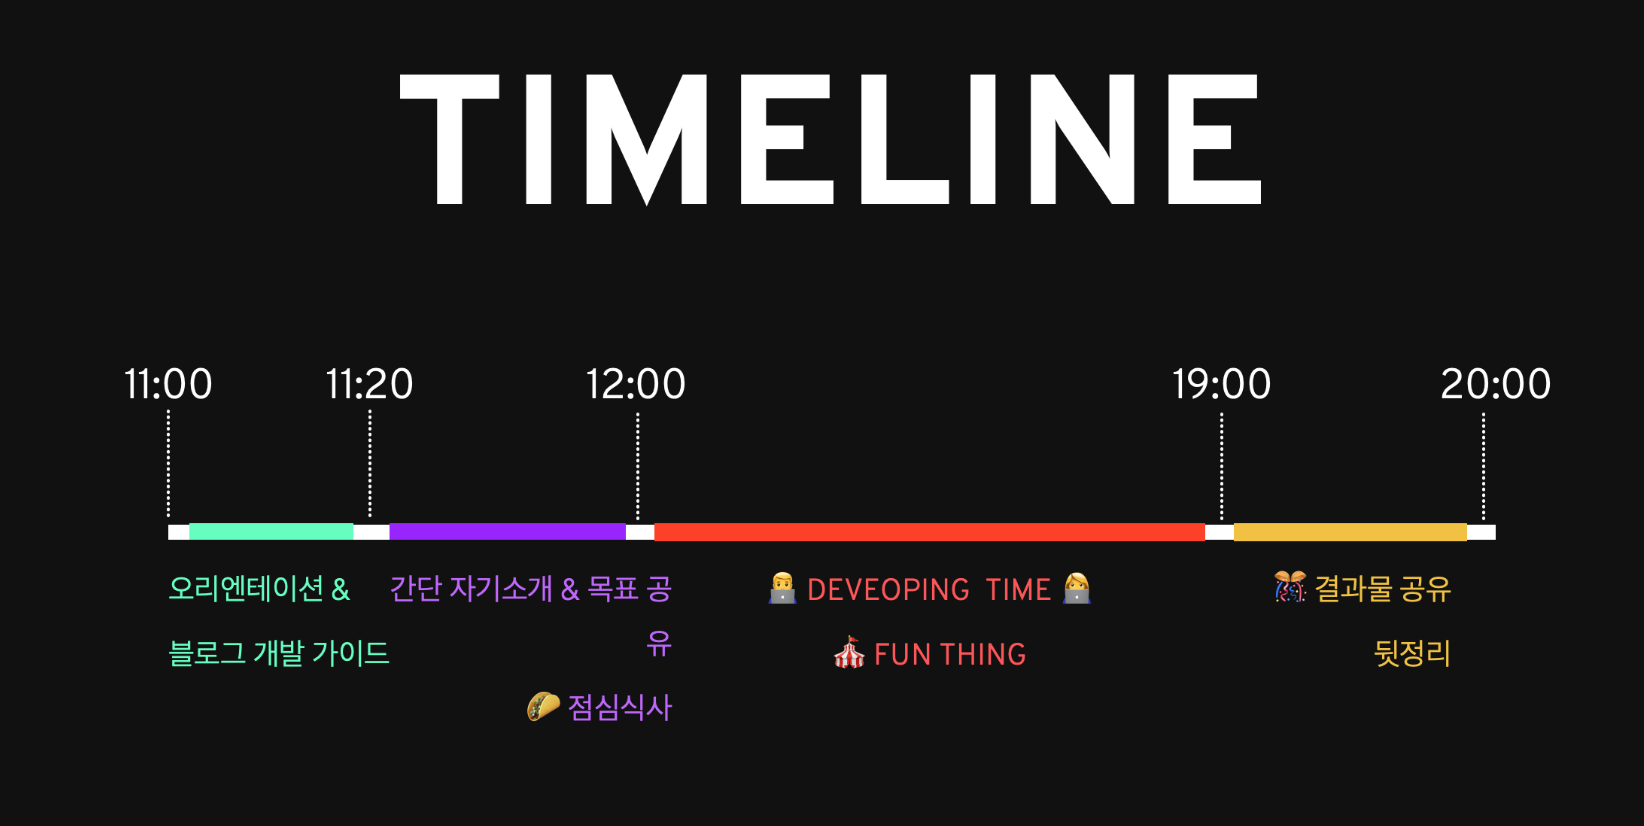 TIMELINE
11:00
11:20
12:00
19:00
20:00
오리엔테이션 &
블로그 개발 가이드
간단 자기소개 & 목표 공
유
🌮 점심식사
👨‍💻 DEVEOPING TIME 👩‍💻
🎪 FUN THING
🎊 결과물 공유
뒷정리